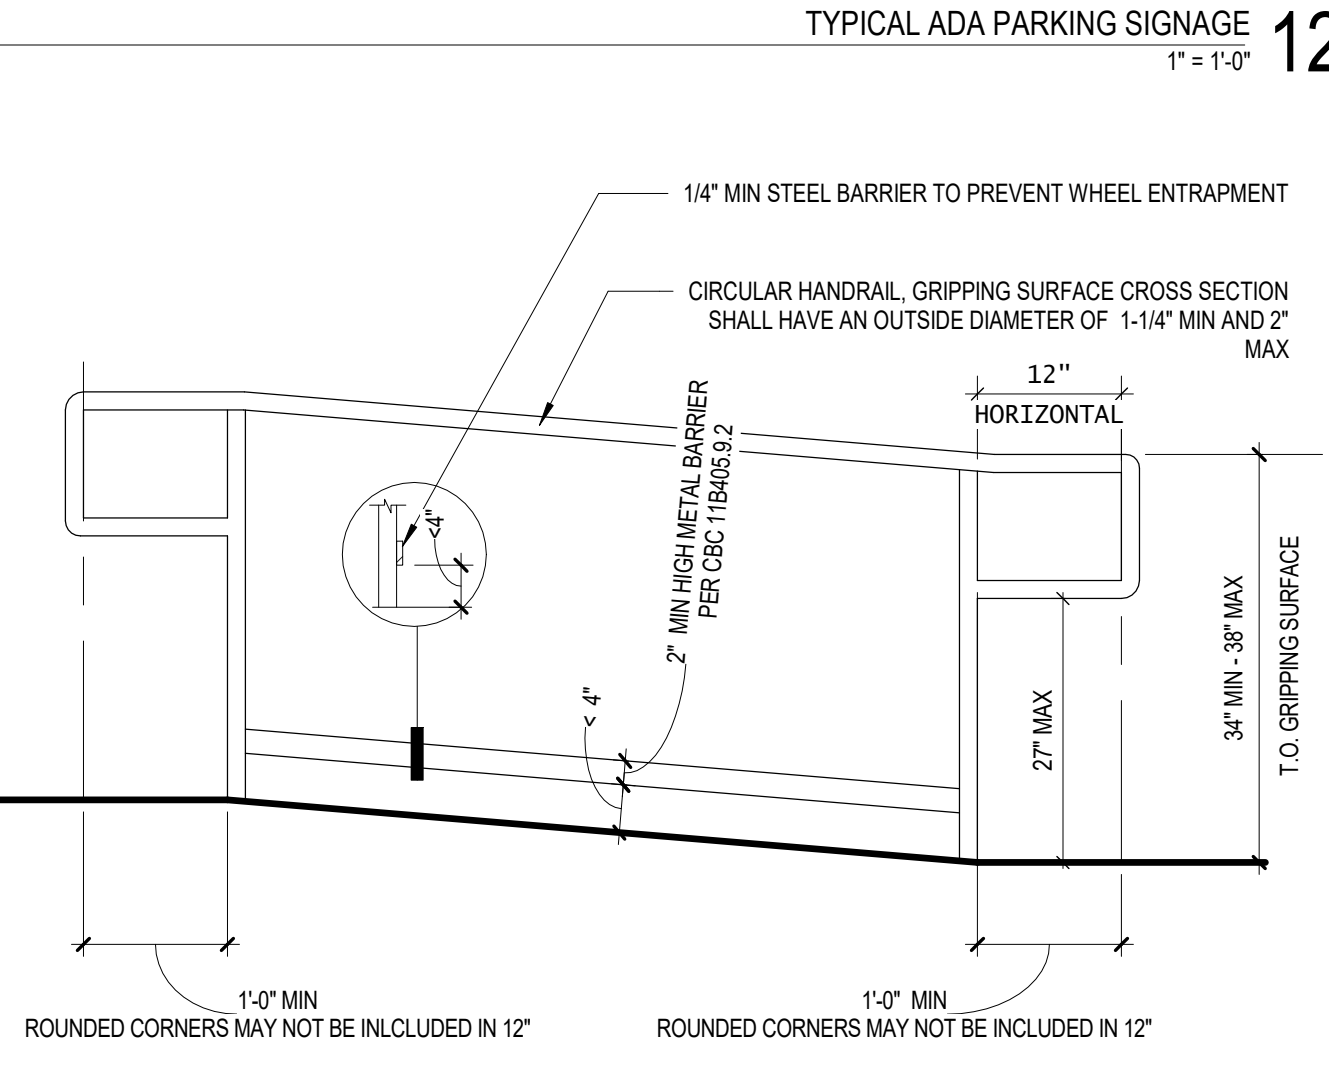 TYPICAL ADA PARKING SIGNAGE
12
1" = 1'-0"
1/4" MIN STEEL BARRIER TO PREVENT WHEEL ENTRAPMENT
CIRCULAR HANDRAIL, GRIPPING SURFACE CROSS SECTION
SHALL HAVE AN OUTSIDE DIAMETER OF 1-1/4" MIN AND 2"
MAX
12"
HORIZONTAL
2" MIN HIGH METAL BARRIER
PER CBC 11B405.9.2
<4"
< 4"
27" MAX
34" MIN - 38" MAX
T.O. GRIPPING SURFACE
1'-0" MIN
ROUNDED CORNERS MAY NOT BE INLCLUDED IN 12"
1'-0" MIN
ROUNDED CORNERS MAY NOT BE INCLUDED IN 12"